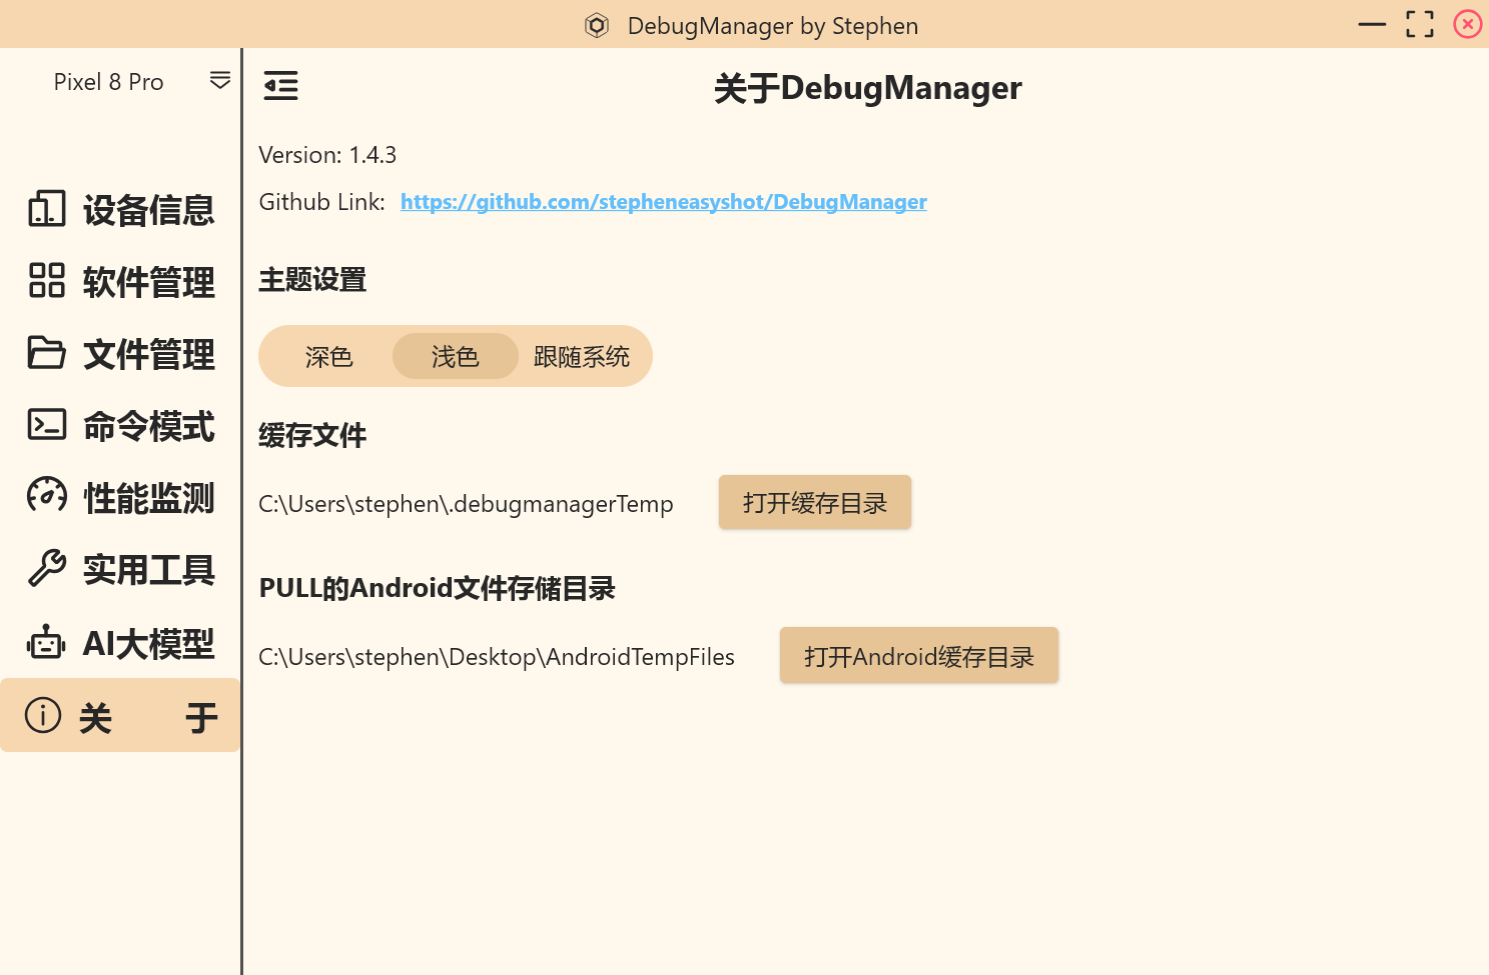 DebugManager by Stephen
Pixel 8 Pro
设备信息
软件管理
文件管理
命令模式
性能监测
实用工具
AI大模型
关 于
关于DebugManager
Version: 1.4.3
Github Link: https://github.com/stepheneasyshot/DebugManager
主题设置
深色 浅色 跟随系统
缓存文件
C:\Users\stephen\.debugmanagerTemp 打开缓存目录
PULL的Android文件存储目录
C:\Users\stephen\Desktop\AndroidTempFiles 打开Android缓存目录